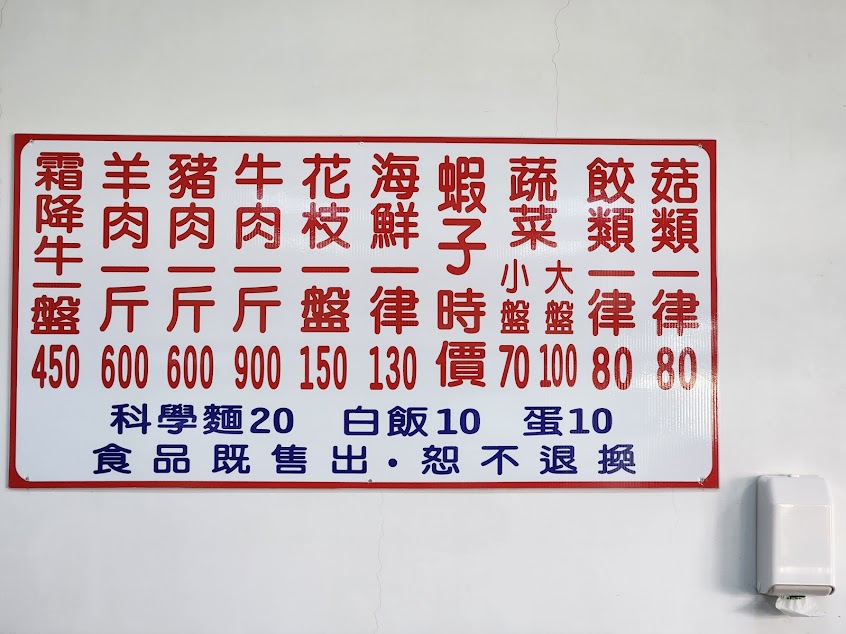 菇類一律80
餃類一律80
蔬菜
大盤100
小盤70
蝦子時價
海鮮一律130
花枝一盤150
牛肉一斤900
豬肉一斤600
羊肉一斤600
霜降牛一盤450
科學麵20 白飯10 蛋10
食品既售出·恕不退換